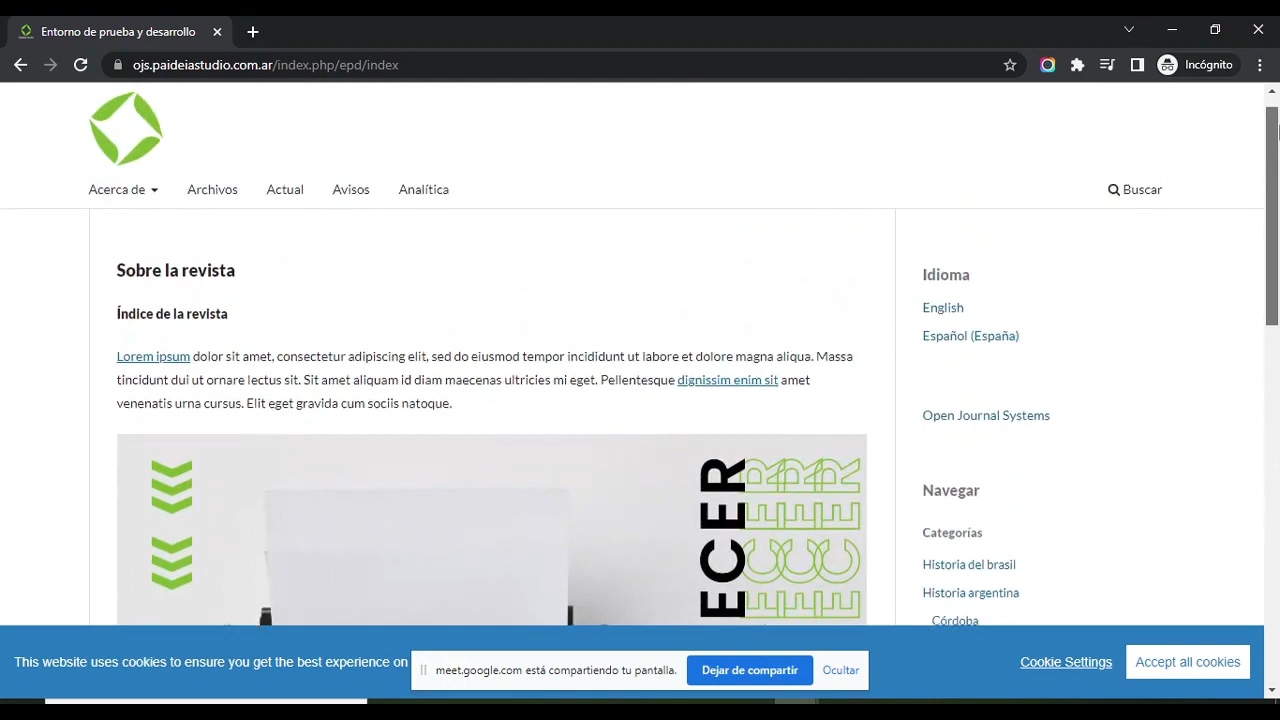 Entorno de prueba y desarrollo
ojs.paideiastudio.com.ar/index.php/epd/index
Incógnito
Acerca de
Archivos
Actual
Avisos
Analítica
Buscar
Sobre la revista
Índice de la revista
Lorem ipsum dolor sit amet, consectetur adipiscing elit, sed do eiusmod tempor incididunt ut labore et dolore magna aliqua. Massa
tincidunt dui ut ornare lectus sit. Sit amet aliquam id diam maecenas ultricies mi eget. Pellentesque dignissim enim sit amet
venenatis urna cursus. Elit eget gravida cum sociis natoque.
ECER
ECER
ECER
ECER
Idioma
English
Español (España)
Open Journal Systems
Navegar
Categorías
Historia del brasil
Historia argentina
Córdoba
This website uses cookies to ensure you get the best experience on
meet.google.com está compartiendo tu pantalla.
Dejar de compartir
Ocultar
Cookie Settings
Accept all cookies